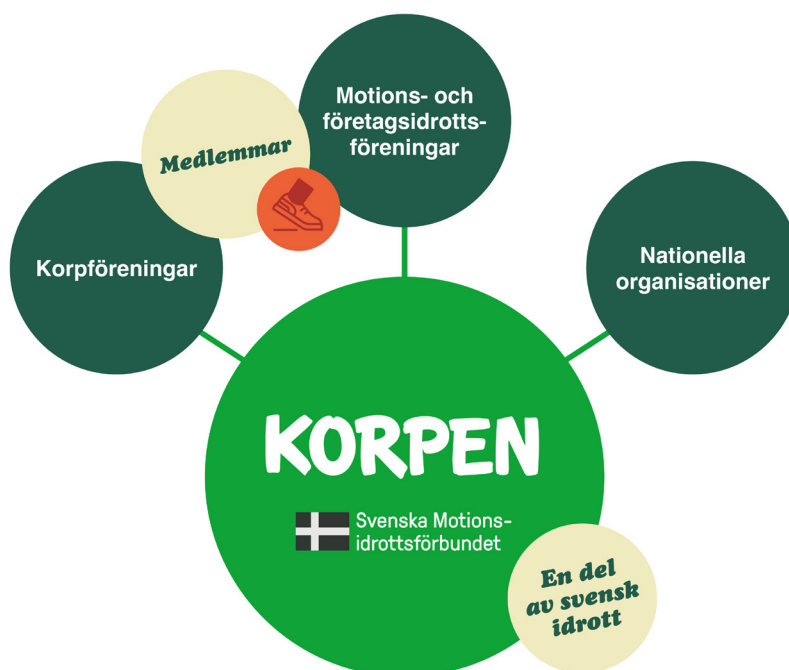 Motions- och
företagsidrotts-
föreningar
Medlemmar
Korpföreningar
Nationella
organisationer
KORPEN
Svenska Motions-
idrottsförbundet
En del
av svensk
idrott